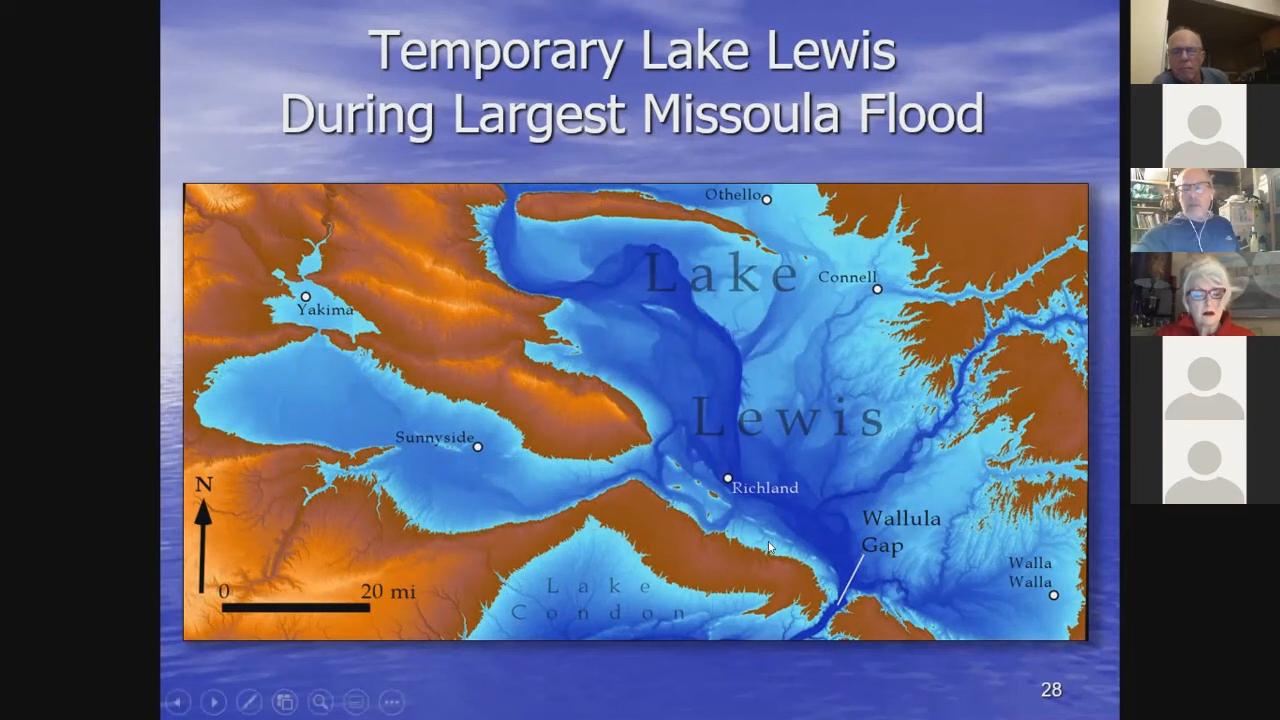 Temporary Lake Lewis
During Largest Missoula Flood
Othello
Lake
Connell
Yakima
Lewis
Sunnyside
N
Richland
Wallula
Gap
Walla
Walla
0 20 mi
Lake
Condon
28